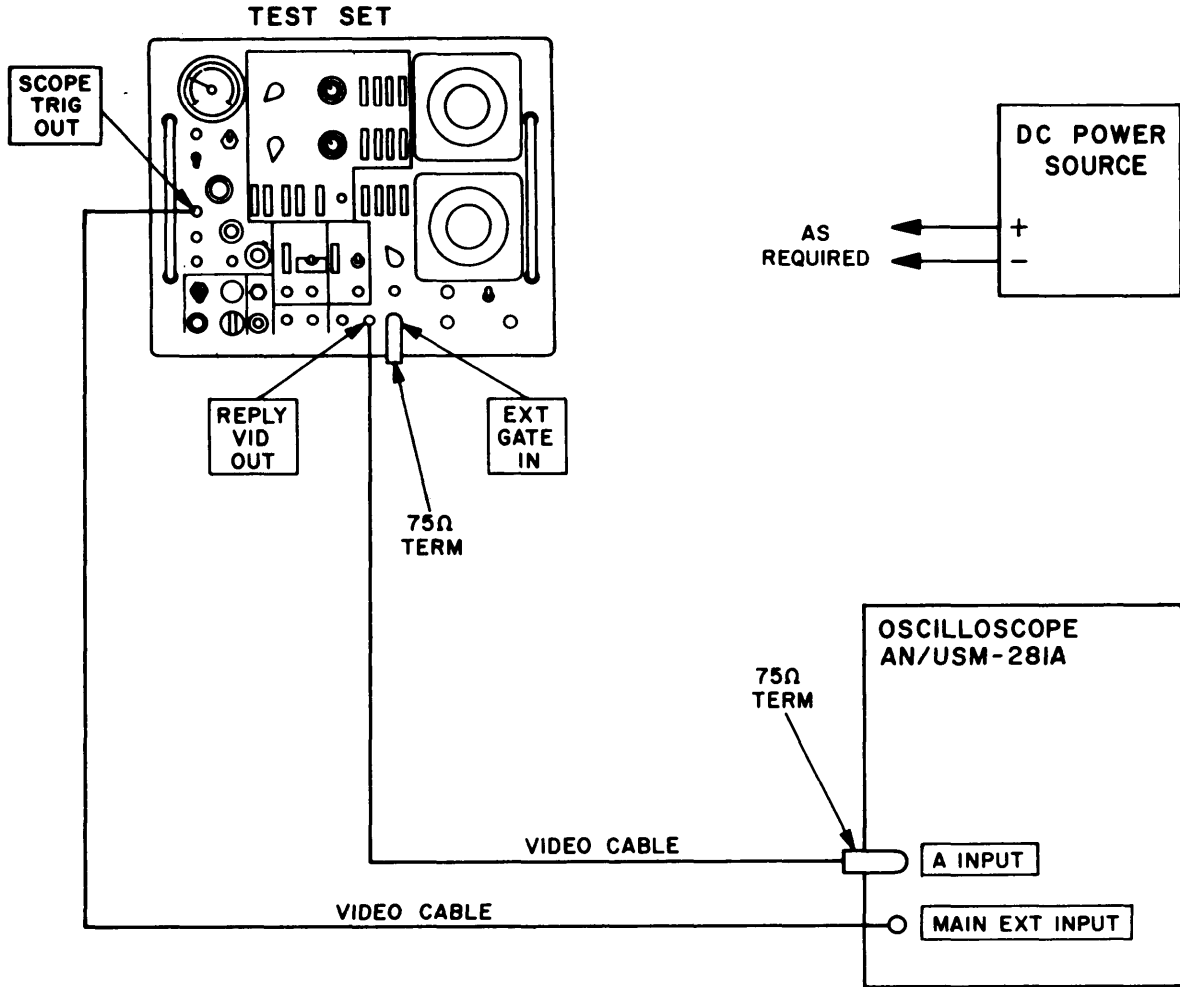 TEST SET
SCOPE
TRIG
OUT
DC POWER
SOURCE
+
−
AS
REQUIRED
REPLY
VID
OUT
EXT
GATE
IN
75Ω
TERM
OSCILLOSCOPE
AN/USM-281A
75Ω
TERM
VIDEO CABLE
A INPUT
VIDEO CABLE
MAIN EXT INPUT